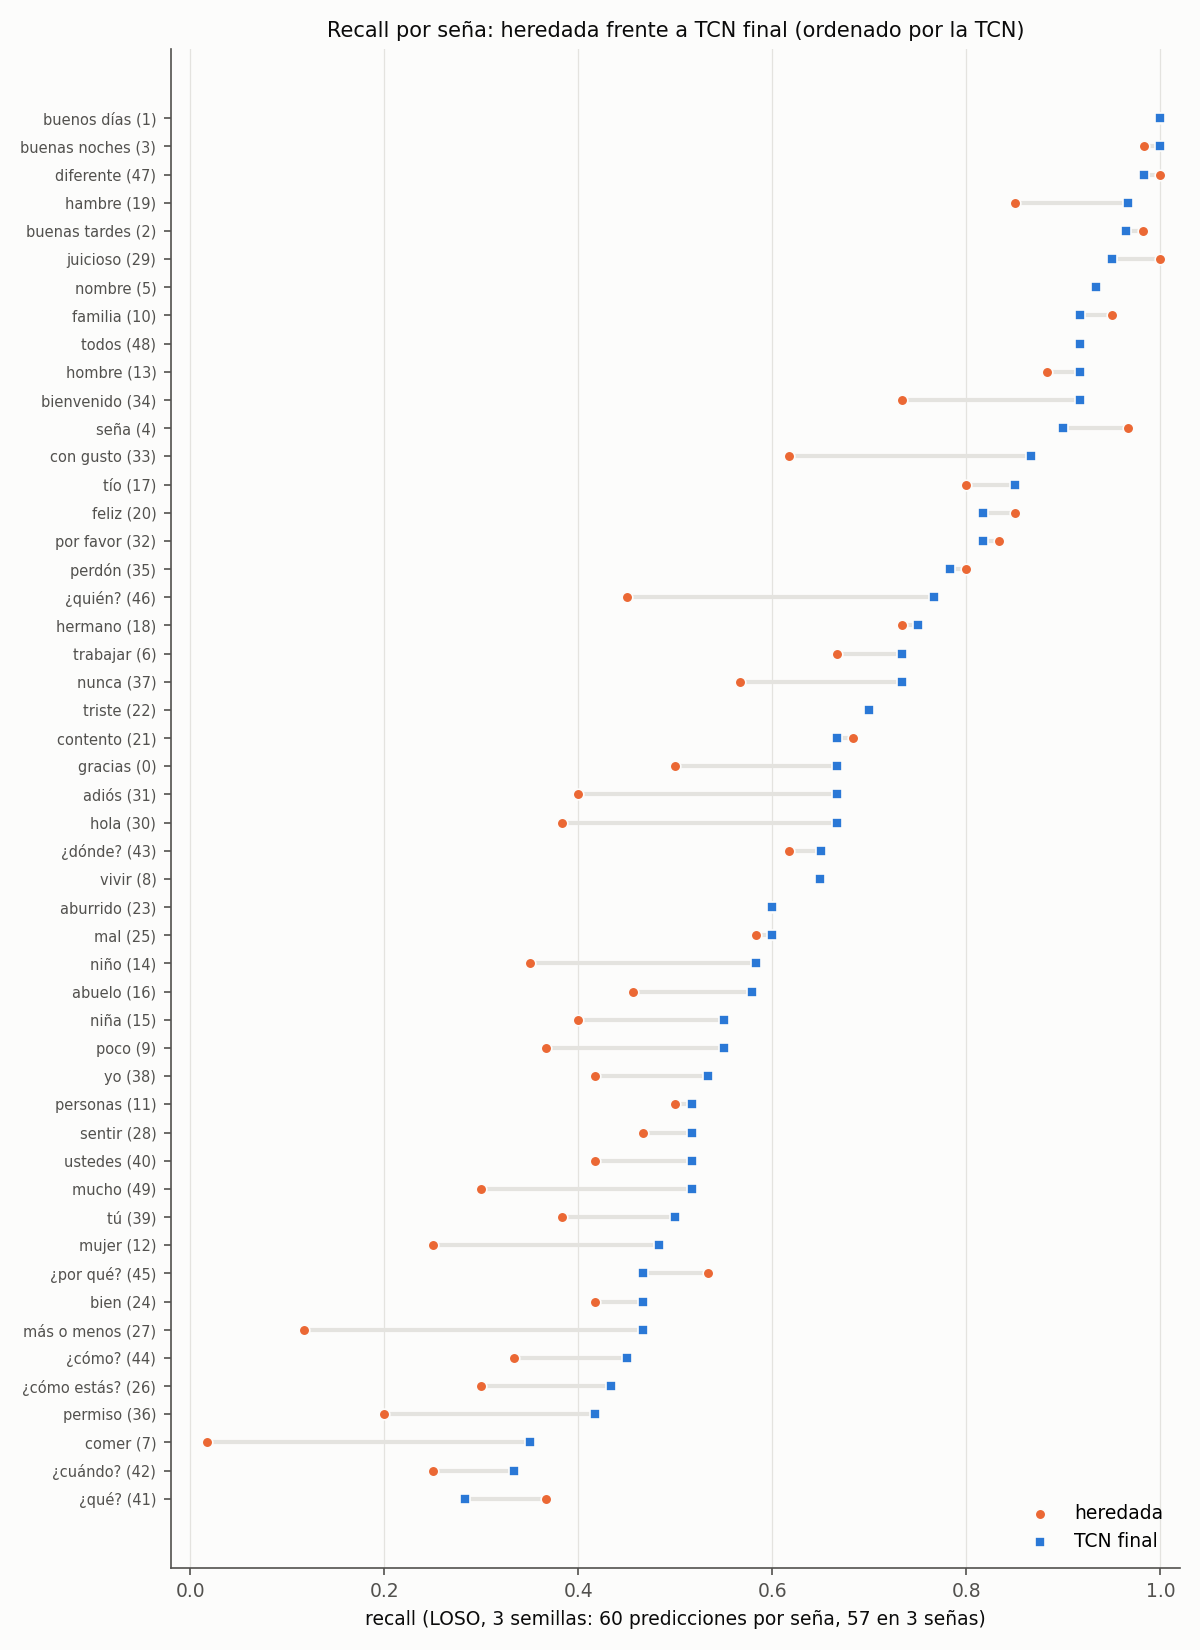 Recall por seña: heredada frente a TCN final (ordenado por la TCN)
buenos días (1)
buenas noches (3)
diferente (47)
hambre (19)
buenas tardes (2)
juicioso (29)
nombre (5)
familia (10)
todos (48)
hombre (13)
bienvenido (34)
seña (4)
con gusto (33)
tío (17)
feliz (20)
por favor (32)
perdón (35)
¿quién? (46)
hermano (18)
trabajar (6)
nunca (37)
triste (22)
contento (21)
gracias (0)
adiós (31)
hola (30)
¿dónde? (43)
vivir (8)
aburrido (23)
mal (25)
niño (14)
abuelo (16)
niña (15)
poco (9)
yo (38)
personas (11)
sentir (28)
ustedes (40)
mucho (49)
tú (39)
mujer (12)
¿por qué? (45)
bien (24)
más o menos (27)
¿cómo? (44)
¿cómo estás? (26)
permiso (36)
comer (7)
¿cuándo? (42)
¿qué? (41)
heredada
TCN final
0.0 0.2 0.4 0.6 0.8 1.0
recall (LOSO, 3 semillas: 60 predicciones por seña, 57 en 3 señas)